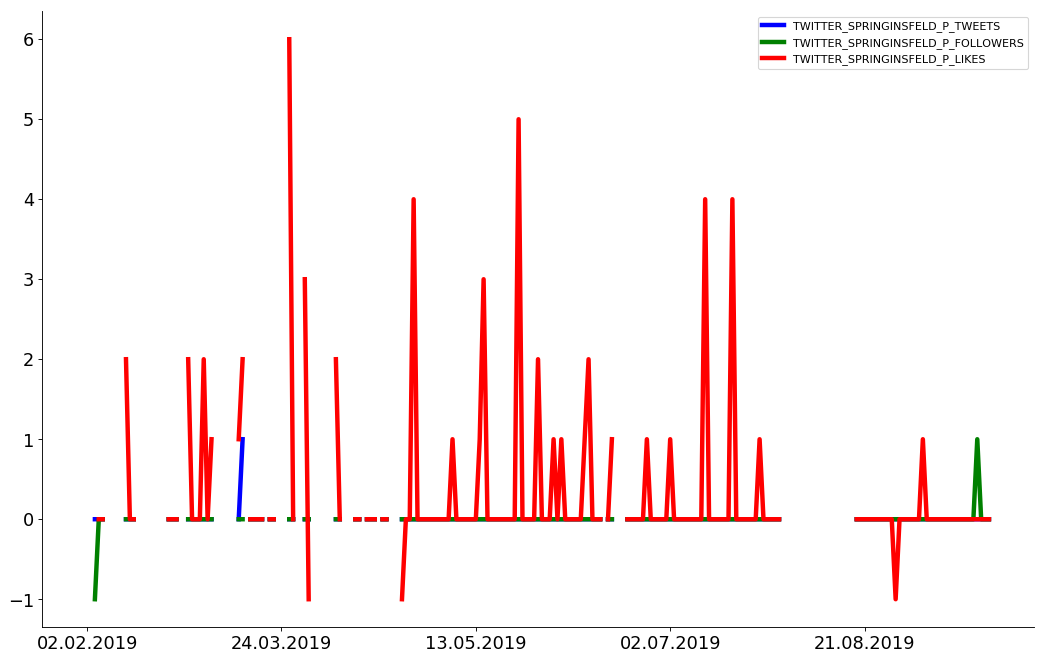 TWITTER_SPRINGINSFELD_P_TWEETS
TWITTER_SPRINGINSFELD_P_FOLLOWERS
TWITTER_SPRINGINSFELD_P_LIKES
6
5
4
3
2
1
0
−1
02.02.2019 24.03.2019 13.05.2019 02.07.2019 21.08.2019